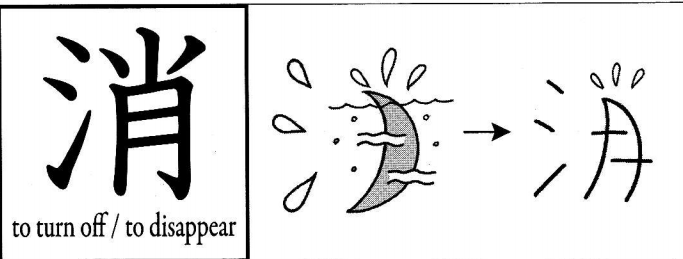 消
to turn off / to disappear